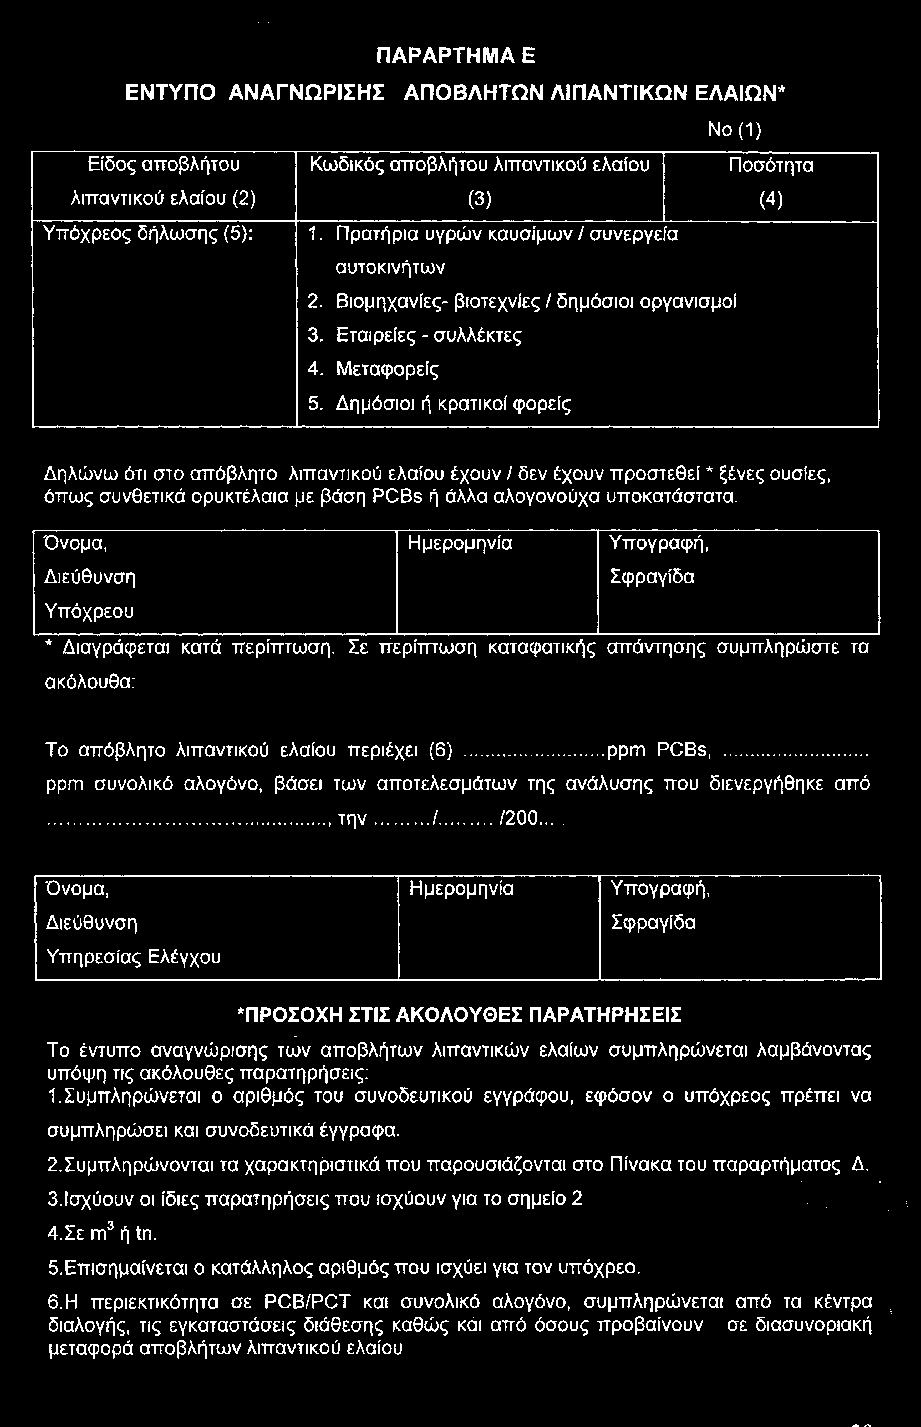 ΠΑΡΑΡΤΗΜΑ Ε
ΕΝΤΥΠΟ ΑΝΑΓΝΩΡΙΣΗΣ ΑΠΟΒΛΗΤΩΝ ΛΙΠΑΝΤΙΚΩΝ ΕΛΑΙΩΝ*
Νο (1)
Είδος αποβλήτου
λιπαντικού ελαίου (2)
Κωδικός αποβλήτου λιπαντικού ελαίου
(3)
Ποσότητα
(4)
Υπόχρεος δήλωσης (5):
1. Πρατήρια υγρών καυσίμων / συνεργεία
αυτοκινήτων
2. Βιομηχανίες- βιοτεχνίες / δημόσιοι οργανισμοί
3. Εταιρείες - συλλέκτες
4. Μεταφορείς
5. Δημόσιοι ή κρατικοί φορείς
Δηλώνω ότι στο απόβλητο λιπαντικού ελαίου έχουν / δεν έχουν προστεθεί * ξένες ουσίες,
όπως συνθετικά ορυκτέλαια με βάση PCBs ή άλλα αλογονούχα υποκατάστατα.
Όνομα,
Διεύθυνση
Υπόχρεου
Ημερομηνία
Υπογραφή,
Σφραγίδα
* Διαγράφεται κατά περίπτωση. Σε περίπτωση καταφατικής απάντησης συμπληρώστε τα
ακόλουθα:
Το απόβλητο λιπαντικού ελαίου περιέχει (6) ...........................ppm PCBs, ...........................
ppm συνολικό αλογόνο, βάσει των αποτελεσμάτων της ανάλυσης που διενεργήθηκε από
................................................, την ........../.......... /200... .
Όνομα,
Διεύθυνση
Υπηρεσίας Ελέγχου
Ημερομηνία
Υπογραφή,
Σφραγίδα
*ΠΡΟΣΟΧΗ ΣΤΙΣ ΑΚΟΛΟΥΘΕΣ ΠΑΡΑΤΗΡΗΣΕΙΣ
Το έντυπο αναγνώρισης των αποβλήτων λιπαντικών ελαίων συμπληρώνεται λαμβάνοντας
υπόψη τις ακόλουθες παρατηρήσεις:
1.Συμπληρώνεται ο αριθμός του συνοδευτικού εγγράφου, εφόσον ο υπόχρεος πρέπει να
συμπληρώσει και συνοδευτικά έγγραφα.
2.Συμπληρώνονται τα χαρακτηριστικά που παρουσιάζονται στο Πίνακα του παραρτήματος Δ.
3.Ισχύουν οι ίδιες παρατηρήσεις που ισχύουν για το σημείο 2
4.Σε m³ ή tn.
5.Επισημαίνεται ο κατάλληλος αριθμός που ισχύει για τον υπόχρεο.
6.Η περιεκτικότητα σε PCB/PCT και συνολικό αλογόνο, συμπληρώνεται από τα κέντρα
διαλογής, τις εγκαταστάσεις διάθεσης καθώς και από όσους προβαίνουν σε διασυνοριακή
μεταφορά αποβλήτων λιπαντικού ελαίου